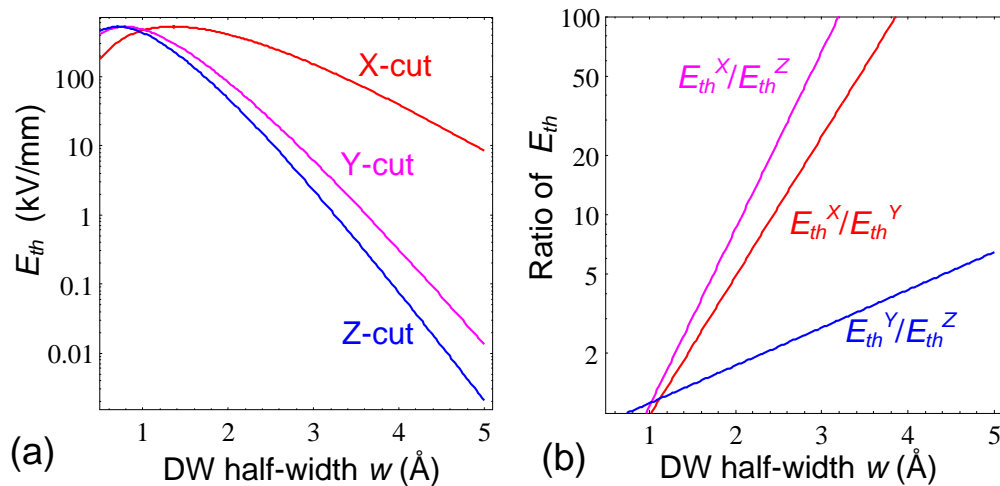 E_th (kV/mm)
100
10
1
0.1
0.01
X-cut
Y-cut
Z-cut
1 2 3 4 5
DW half-width w (Å)
(a)
Ratio of E_th
100
50
20
10
5
2
E_th^X/E_th^Z
E_th^X/E_th^Y
E_th^Y/E_th^Z
1 2 3 4 5
DW half-width w (Å)
(b)